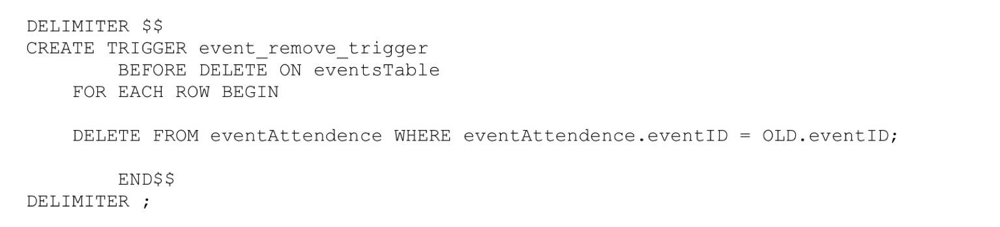 DELIMITER $$
CREATE TRIGGER event_remove_trigger
BEFORE DELETE ON eventsTable
FOR EACH ROW BEGIN
DELETE FROM eventAttendence WHERE eventAttendence.eventID = OLD.eventID;
END$$
DELIMITER ;